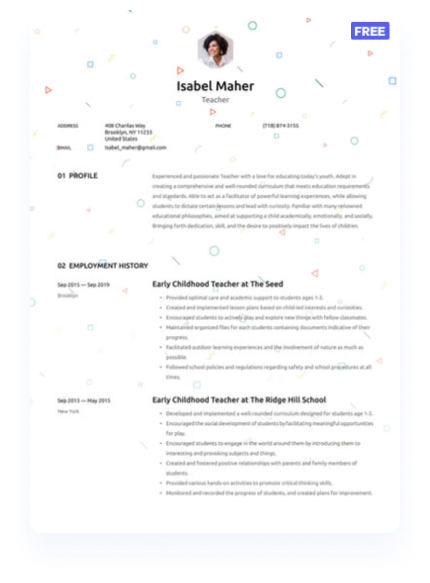 FREE
Isabel Maher
Teacher
ADDRESS
408 Charilas Way
Brooklyn, NY 11233
United States
PHONE
(718) 874-3155
EMAIL
isabel_maher@gmail.com
01 PROFILE
Experienced and passionate Teacher with a love for educating today's youth. Adept in
creating a comprehensive and well-rounded curriculum that meets education requirements
and standards. Able to act as a facilitator of powerful learning experiences, while allowing
students to dictate certain lessons and lead with curiosity. Familiar with many renowned
educational philosophies, aimed at supporting a child academically, emotionally, and socially.
Bringing forth dedication, skill, and the desire to positively impact the lives of children.
02 EMPLOYMENT HISTORY
Sep 2015 — Sep 2019
Brooklyn
Early Childhood Teacher at The Seed
• Provided optimal care and academic support to students ages 1-5.
• Created and implemented lesson plans based on child-led interests and curiosities.
• Encouraged students to actively play and explore new things with fellow classmates.
• Maintained organized files for each students containing documents indicative of their
progress.
• Facilitated outdoor learning experiences and the involvement of nature as much as
possible.
• Followed school policies and regulations regarding safety and school procedures at all
times.
Sep 2013 — May 2015
New York
Early Childhood Teacher at The Ridge Hill School
• Developed and implemented a well-rounded curriculum designed for students age 1-5.
• Encouraged the social development of students by facilitating meaningful opportunities
for play.
• Encouraged students to engage in the world around them by introducing them to
interesting and provoking subjects and things.
• Created and fostered positive relationships with parents and family members of
students.
• Provided various hands-on activities to promote critical thinking skills.
• Monitored and recorded the progress of students, and created plans for improvement.